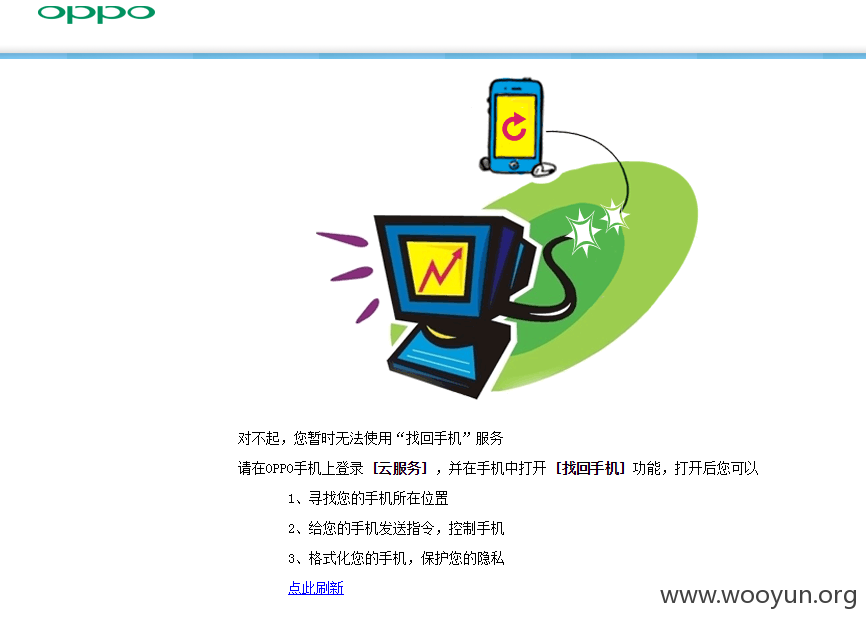 oppo
对不起，您暂时无法使用“找回手机”服务
请在OPPO手机上登录【云服务】，并在手机中打开【找回手机】功能，打开后您可以
1、寻找您的手机所在位置
2、给您的手机发送指令，控制手机
3、格式化您的手机，保护您的隐私
点此刷新
www.wooyun.org